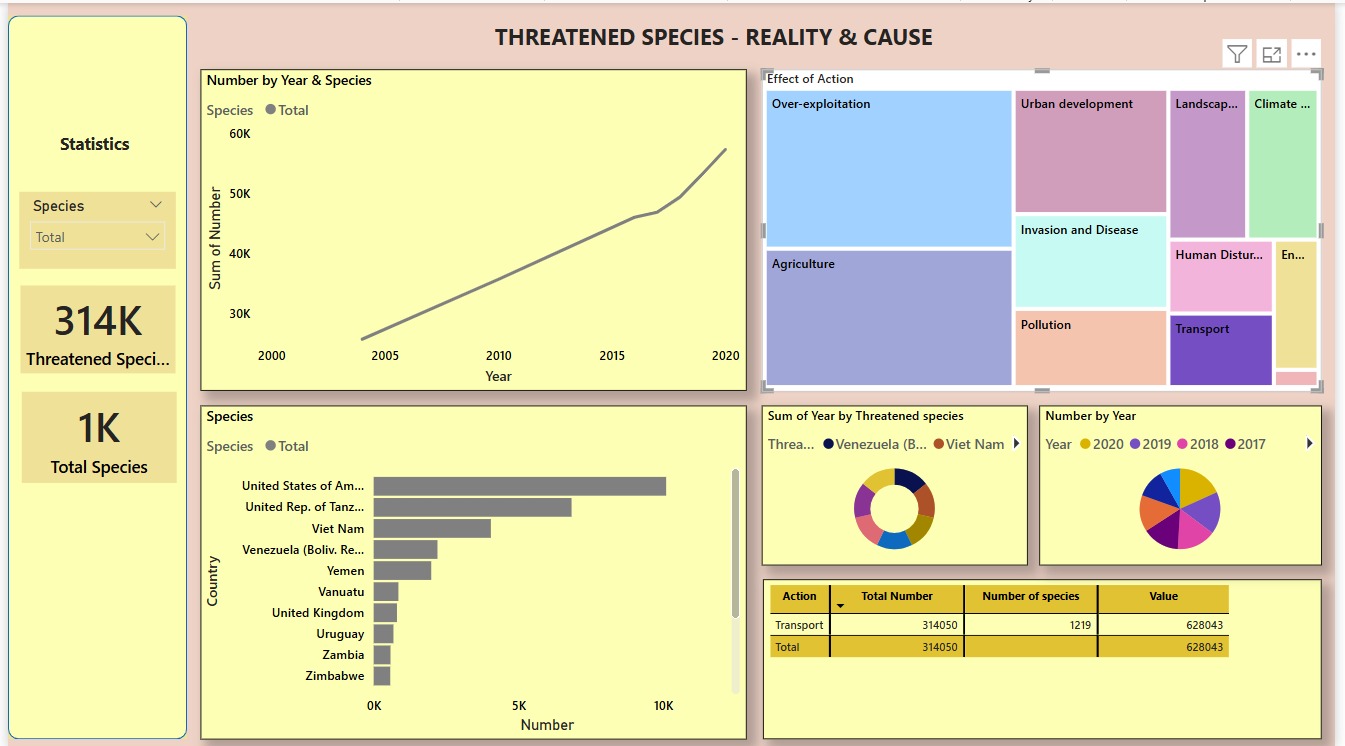 THREATENED SPECIES - REALITY & CAUSE
Statistics
Species
Total
314K
Threatened Speci...
1K
Total Species
Number by Year & Species
Species Total
Sum of Number
60K
50K
40K
30K
2000 2005 2010 2015 2020
Year
Effect of Action
Over-exploitation
Agriculture
Urban development
Invasion and Disease
Pollution
Landscap...
Climate ...
Human Distur...
En...
Transport
Species
Species Total
Country
United States of Am...
United Rep. of Tanz...
Viet Nam
Venezuela (Boliv. Re...
Yemen
Vanuatu
United Kingdom
Uruguay
Zambia
Zimbabwe
0K 5K 10K
Number
Sum of Year by Threatened species
Threa... Venezuela (B... Viet Nam
Number by Year
Year 2020 2019 2018 2017
Action Total Number Number of species Value
Transport 314050 1219 628043
Total 314050 628043